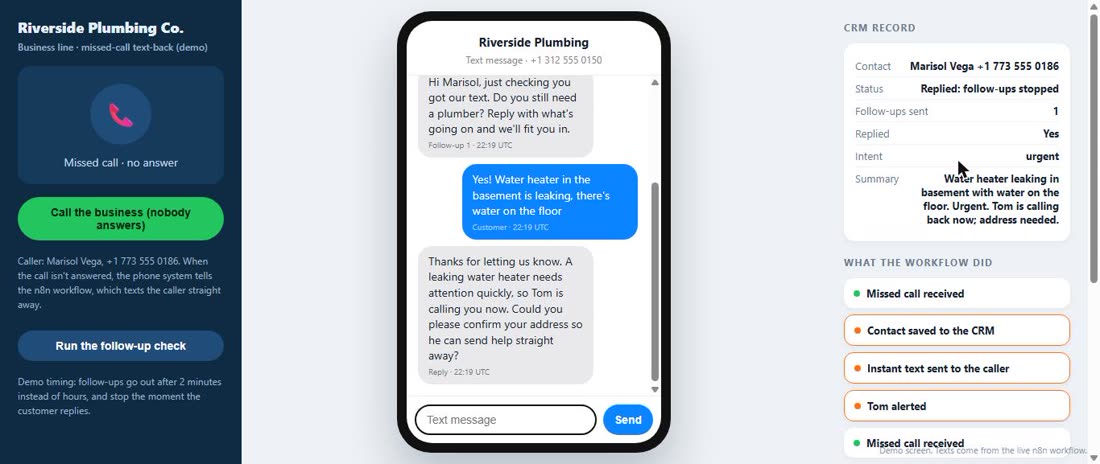 Riverside Plumbing Co.
Business line · missed-call text-back (demo)
Missed call · no answer
Call the business (nobody
answers)
Caller: Marisol Vega, +1 773 555 0186. When
the call isn't answered, the phone system tells
the n8n workflow, which texts the caller straight
away.
Run the follow-up check
Demo timing: follow-ups go out after 2 minutes
instead of hours, and stop the moment the
customer replies.
Riverside Plumbing
Text message · +1 312 555 0150
Hi Marisol, just checking you
got our text. Do you still need
a plumber? Reply with what's
going on and we'll fit you in.
Follow-up 1 · 22:19 UTC
Yes! Water heater in the
basement is leaking, there's
water on the floor
Customer · 22:19 UTC
Thanks for letting us know. A
leaking water heater needs
attention quickly, so Tom is
calling you now. Could you
please confirm your address so
he can send help straight
away?
Reply · 22:19 UTC
Text message
Send
CRM RECORD
Contact Marisol Vega +1 773 555 0186
Status Replied: follow-ups stopped
Follow-ups sent 1
Replied Yes
Intent urgent
Summary Water heater leaking in
basement with water on the
floor. Urgent. Tom is calling
back now; address needed.
WHAT THE WORKFLOW DID
Missed call received
Contact saved to the CRM
Instant text sent to the caller
Tom alerted
Missed call received
Demo screen. Texts come from the live n8n workflow.